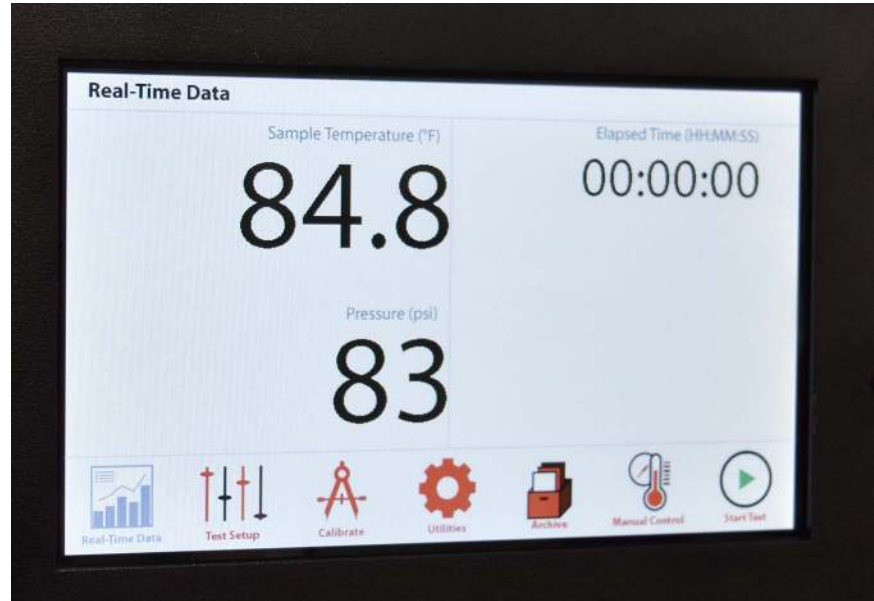 Real-Time Data
Sample Temperature (°F)
84.8
Pressure (psi)
83
Elapsed Time (HH:MM:SS)
00:00:00
Real-Time Data
Test Setup
Calibrate
Utilities
Archive
Manual Control
Start Test